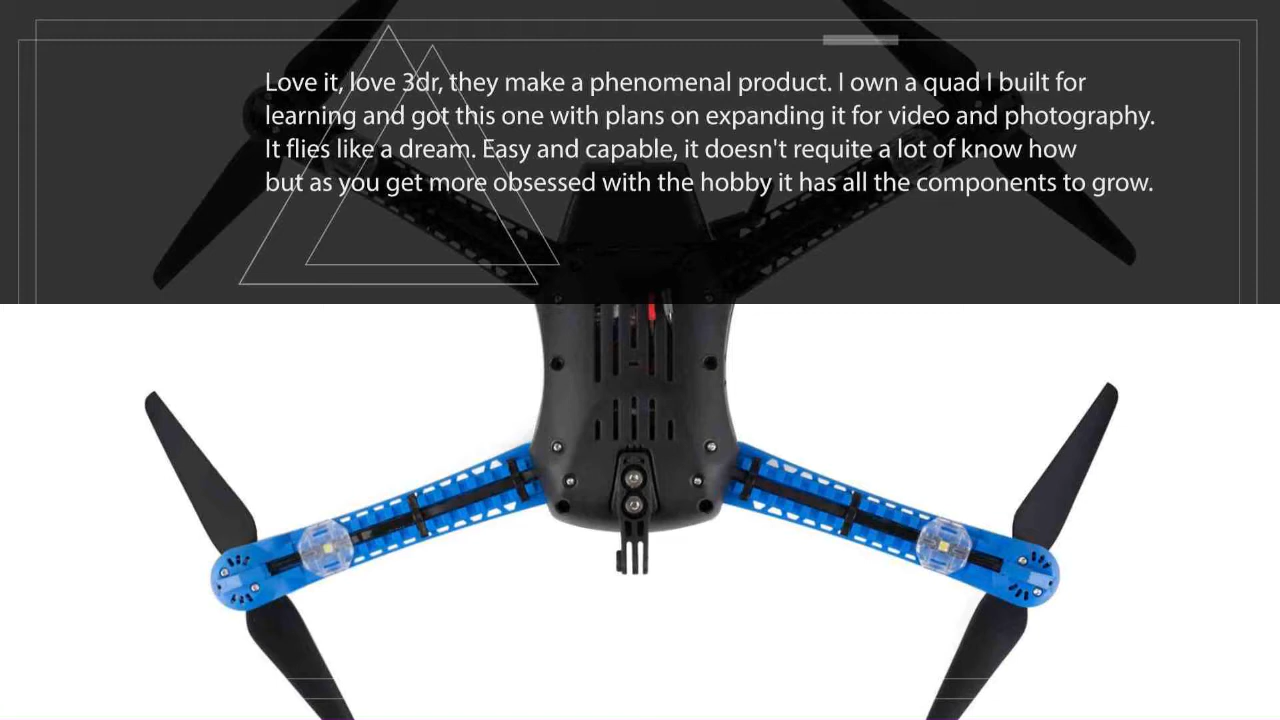 Love it, love 3dr, they make a phenomenal product. I own a quad I built for
learning and got this one with plans on expanding it for video and photography.
It flies like a dream. Easy and capable, it doesn't requite a lot of know how
but as you get more obsessed with the hobby it has all the components to grow.